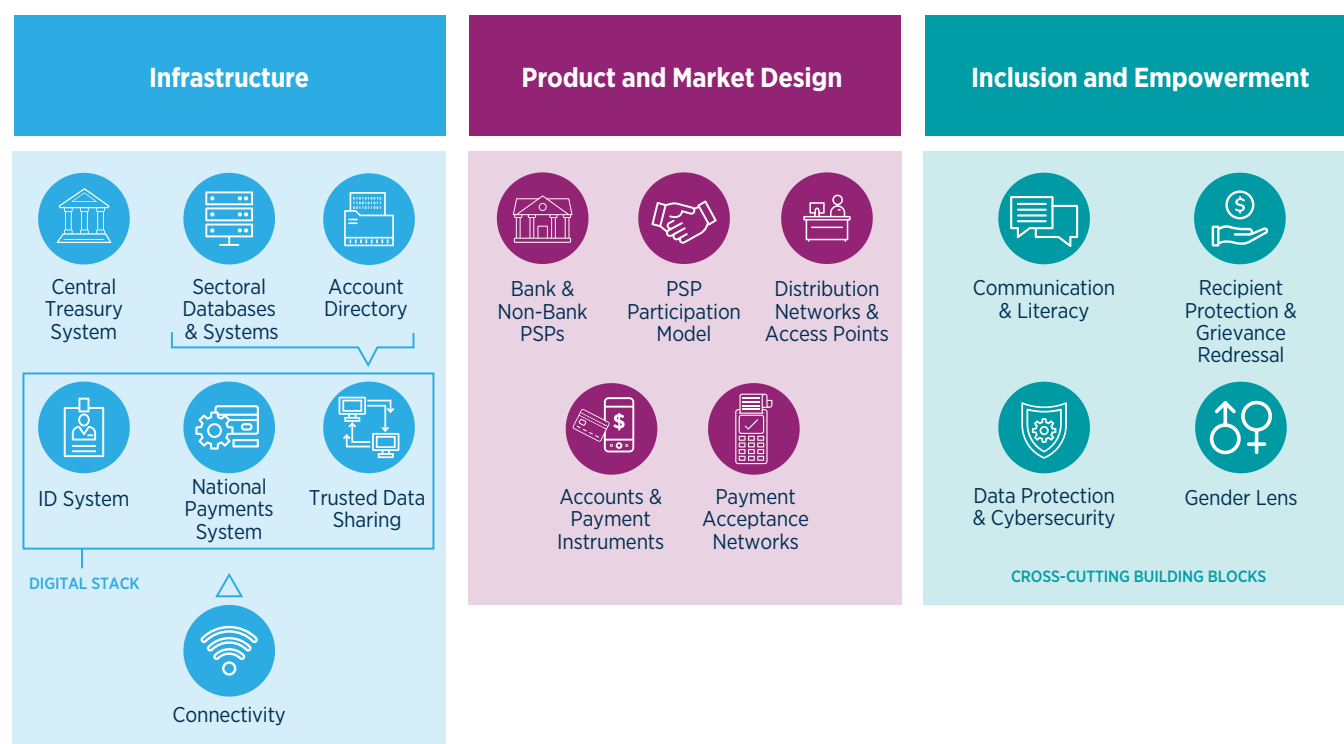 Infrastructure
Product and Market Design
Inclusion and Empowerment
Central
Treasury
System
Sectoral
Databases
& Systems
Account
Directory
ID System
National
Payments
System
Trusted Data
Sharing
DIGITAL STACK
Connectivity
Bank &
Non-Bank
PSPs
PSP
Participation
Model
Distribution
Networks &
Access Points
Accounts &
Payment
Instruments
Payment
Acceptance
Networks
Communication
& Literacy
Recipient
Protection &
Grievance
Redressal
Data Protection
& Cybersecurity
Gender Lens
CROSS-CUTTING BUILDING BLOCKS